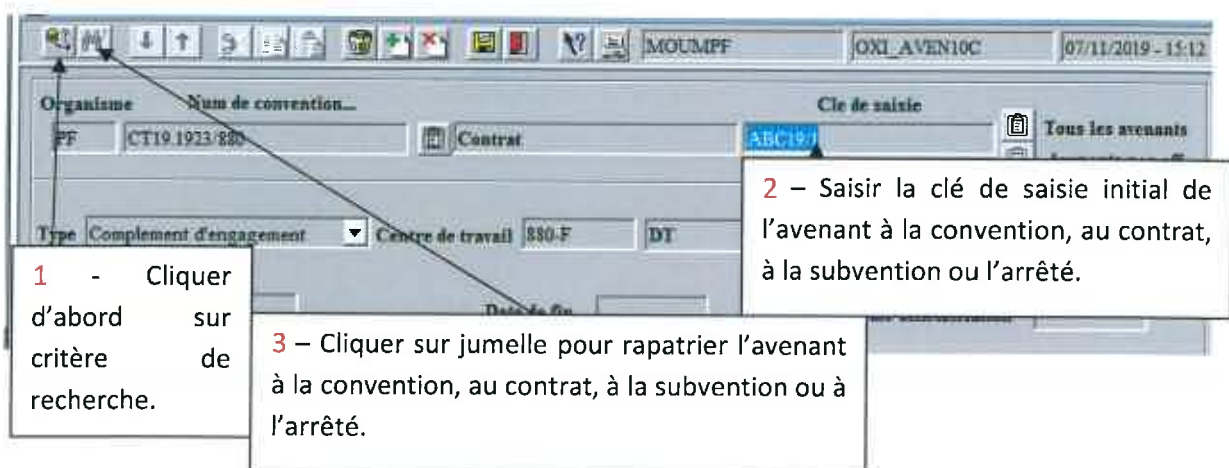 MOUMPF OXI_AVEN10C 07/11/2019 - 15:12
Organisme Num de convention... Cle de saisie
PF CT19.1923/880 Contrat ABC19/1 Tous les avenants
Type Complement d'engagement Centre de travail 880-F DT
Date de fin
1 - Cliquer
d'abord sur
critère de
recherche.
2 – Saisir la clé de saisie initial de
l'avenant à la convention, au contrat,
à la subvention ou l'arrêté.
3 – Cliquer sur jumelle pour rapatrier l'avenant
à la convention, au contrat, à la subvention ou à
l'arrêté.